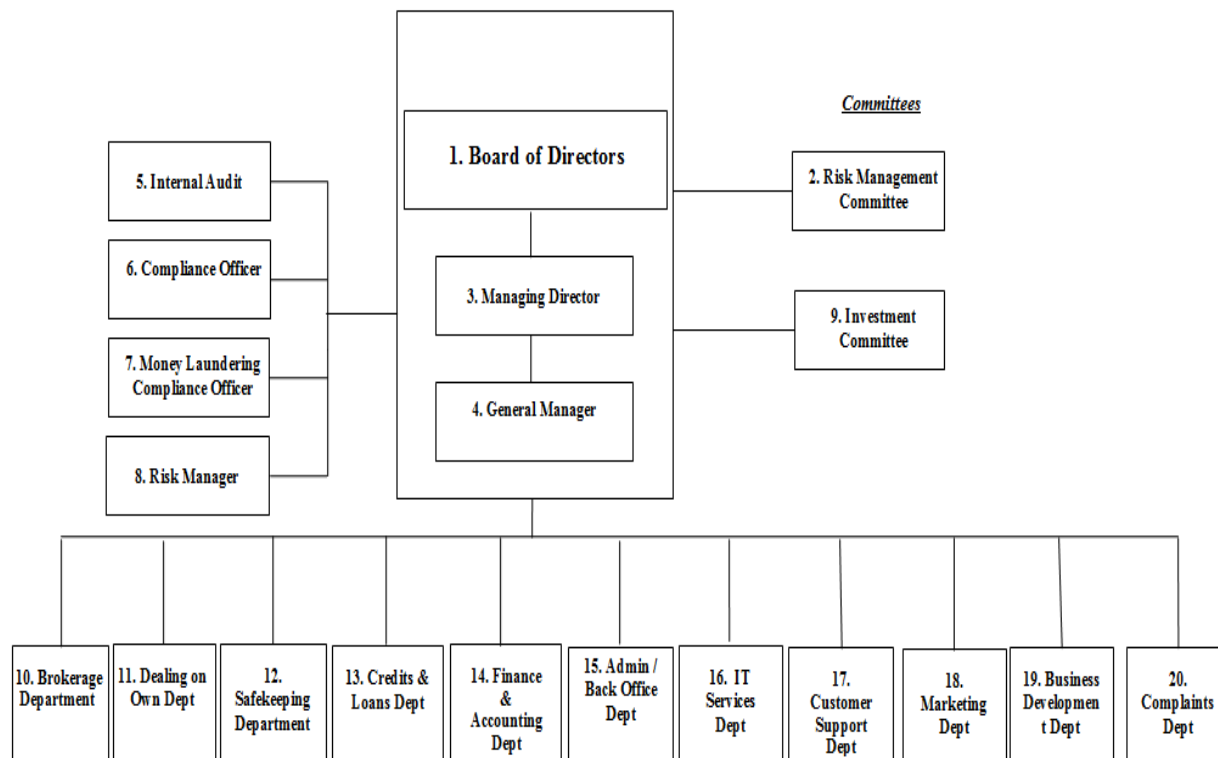 Committees
1. Board of Directors
2. Risk Management
Committee
5. Internal Audit
6. Compliance Officer
3. Managing Director
9. Investment
Committee
7. Money Laundering
Compliance Officer
4. General Manager
8. Risk Manager
10. Brokerage
Department
11. Dealing on
Own Dept
12.
Safekeeping
Department
13. Credits &
Loans Dept
14. Finance
&
Accounting
Dept
15. Admin /
Back Office
Dept
16. IT
Services
Dept
17.
Customer
Support
Dept
18.
Marketing
Dept
19. Business
Developmen
t Dept
20.
Complaints
Dept